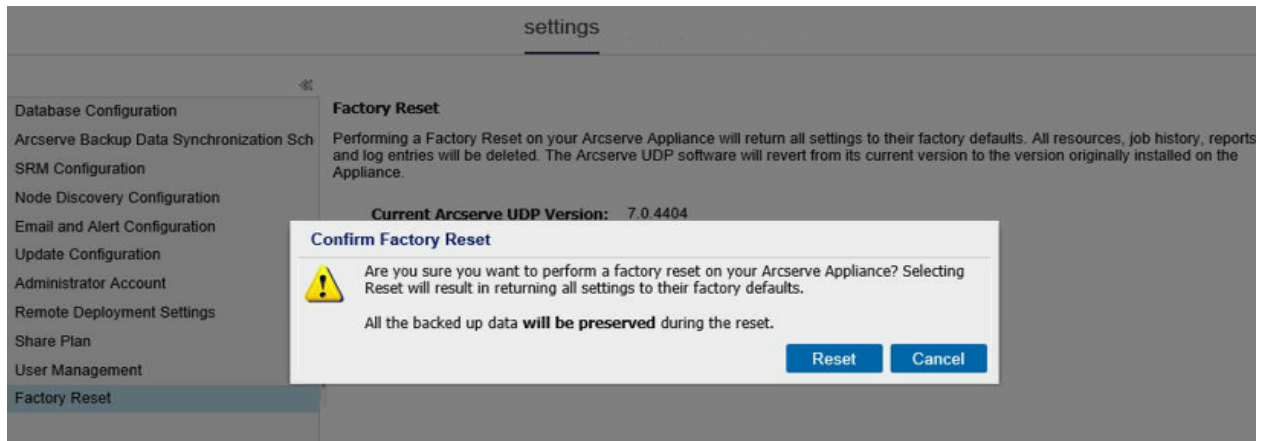 settings
Database Configuration
Arcserve Backup Data Synchronization Sch
SRM Configuration
Node Discovery Configuration
Email and Alert Configuration
Update Configuration
Administrator Account
Remote Deployment Settings
Share Plan
User Management
Factory Reset
Factory Reset
Performing a Factory Reset on your Arcserve Appliance will return all settings to their factory defaults. All resources, job history, reports
and log entries will be deleted. The Arcserve UDP software will revert from its current version to the version originally installed on the
Appliance.
Current Arcserve UDP Version: 7.0.4404
Confirm Factory Reset
Are you sure you want to perform a factory reset on your Arcserve Appliance? Selecting
Reset will result in returning all settings to their factory defaults.
All the backed up data will be preserved during the reset.
Reset Cancel